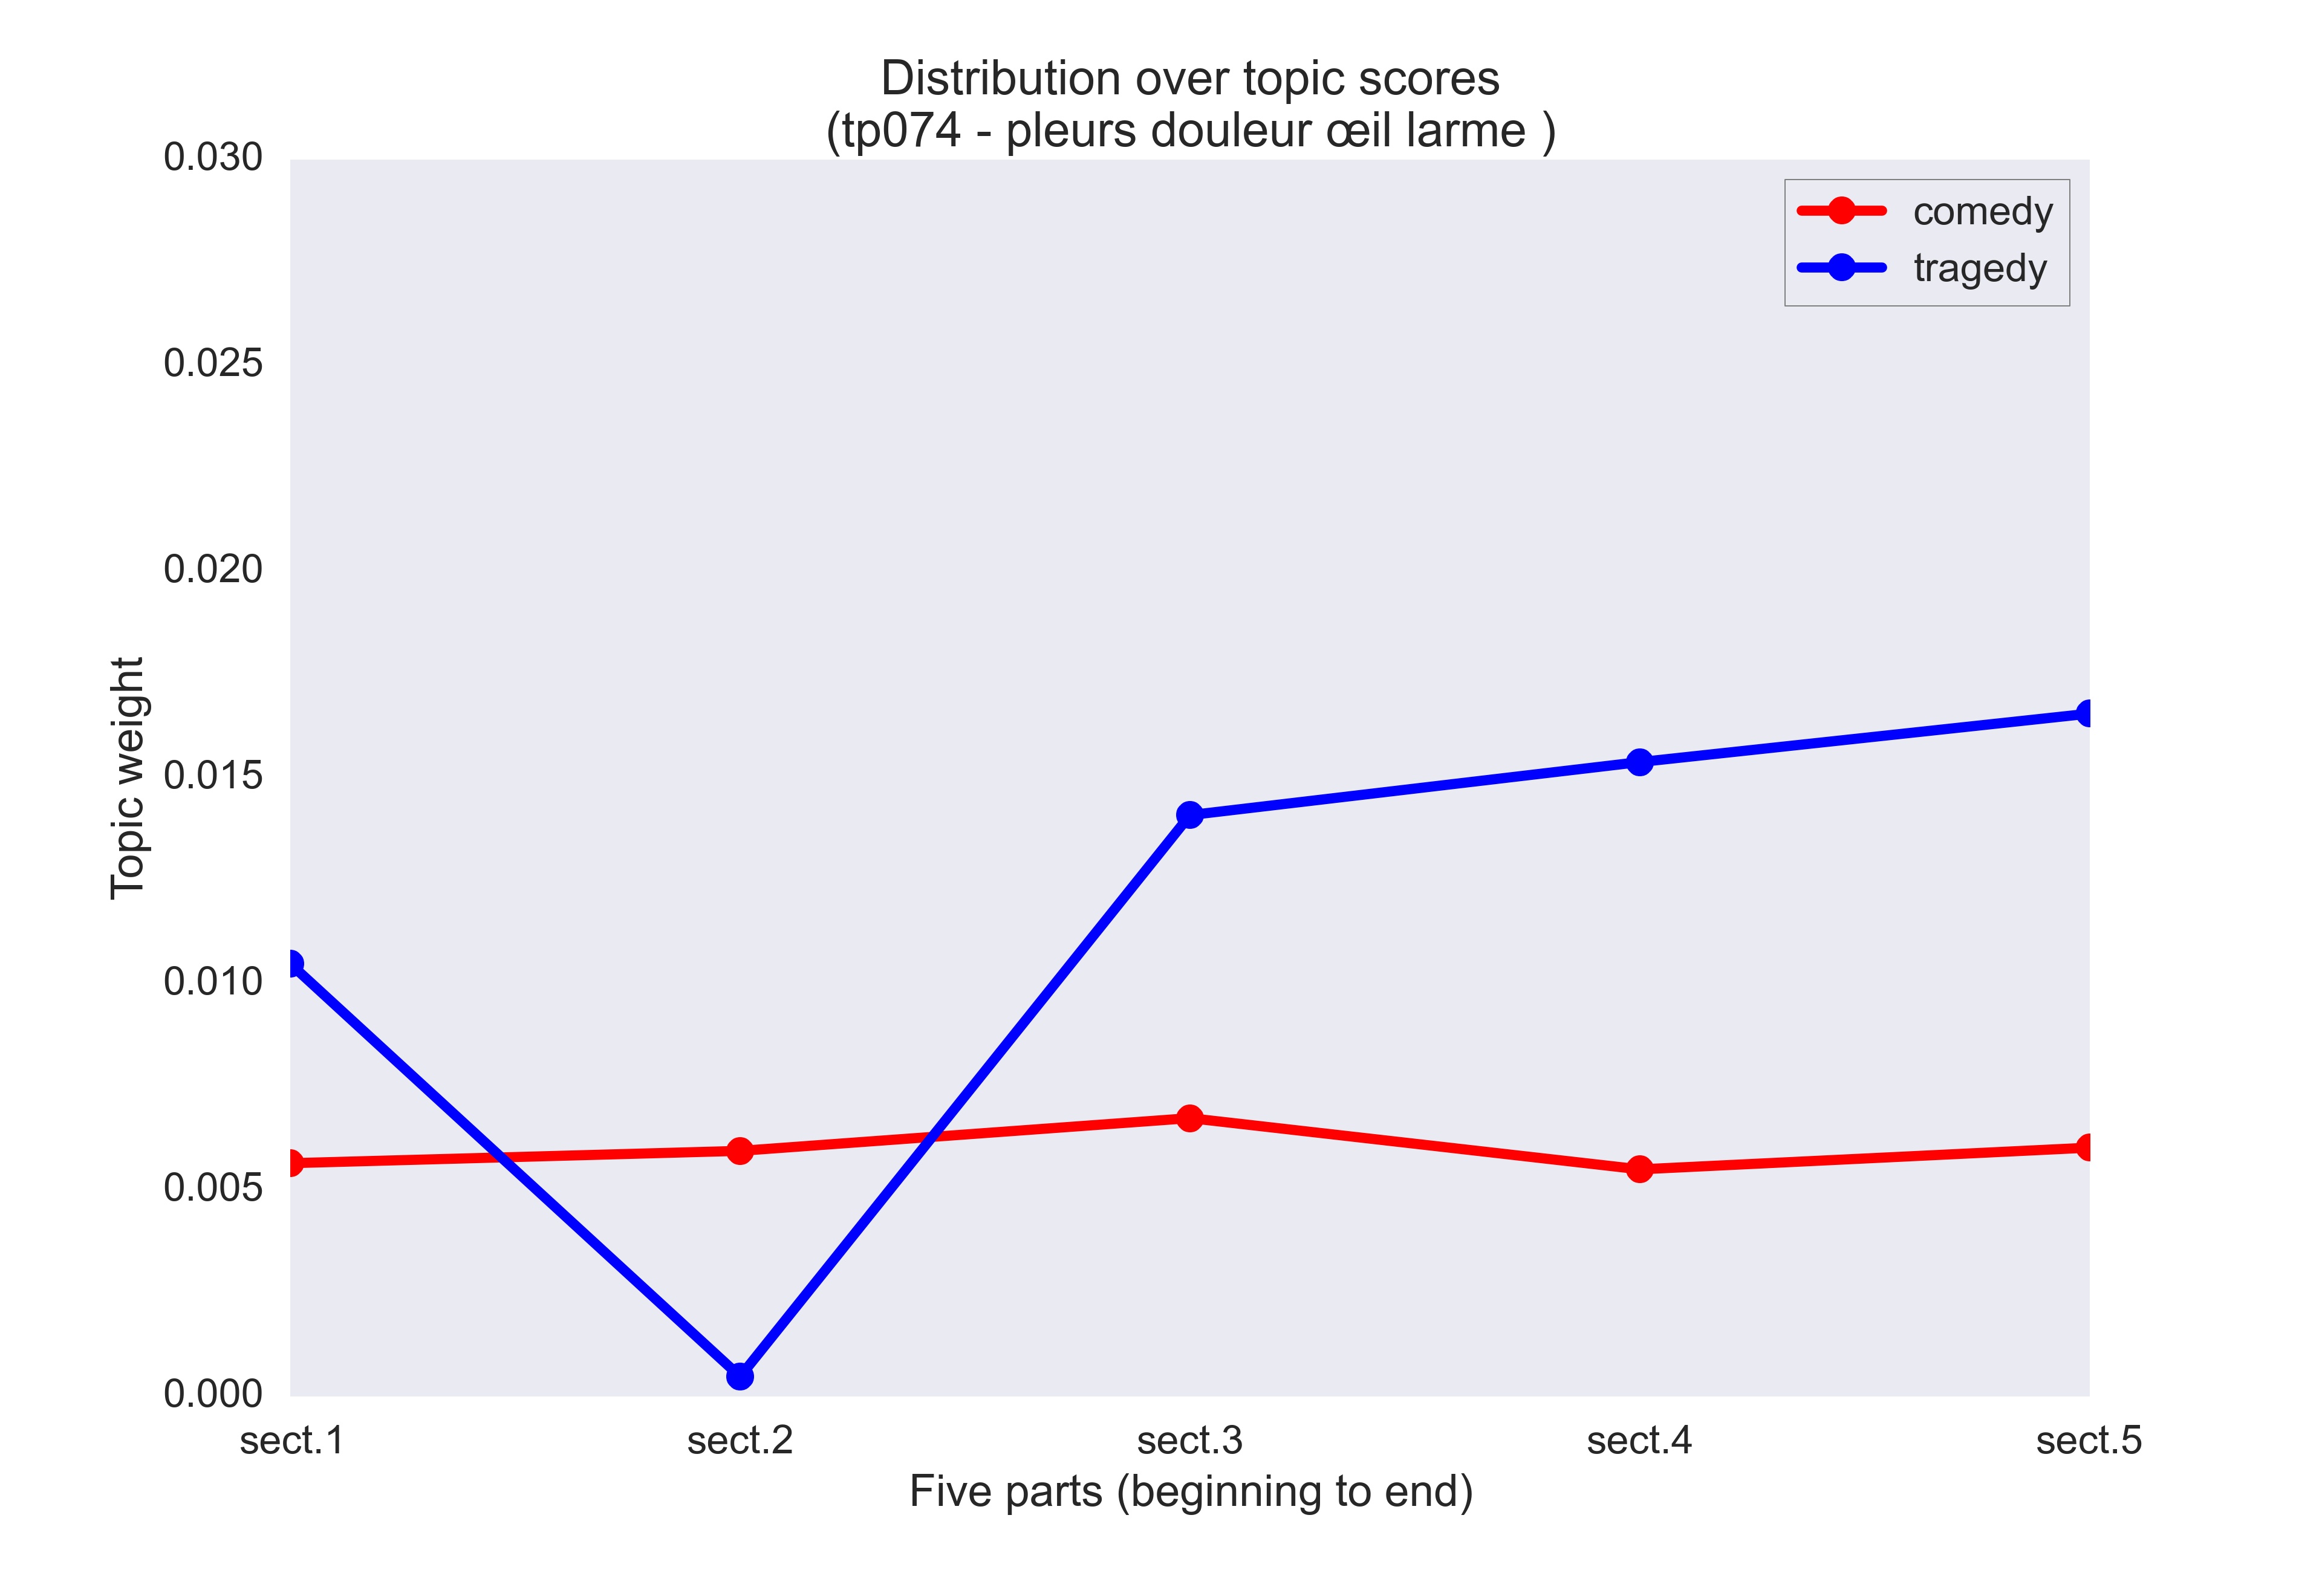 Distribution over topic scores
(tp074 - pleurs douleur œil larme )
comedy
tragedy
Topic weight
0.030
0.025
0.020
0.015
0.010
0.005
0.000
sect.1
sect.2
sect.3
sect.4
sect.5
Five parts (beginning to end)